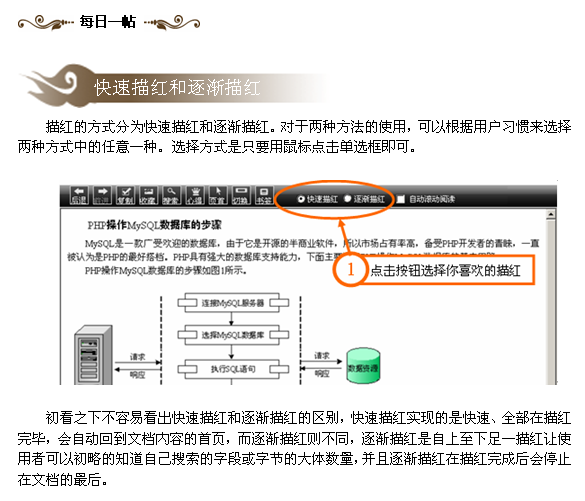 每日一帖
快速描红和逐渐描红
描红的方式分为快速描红和逐渐描红。对于两种方法的使用，可以根据用户习惯来选择
两种方式中的任意一种。选择方式是只要用鼠标点击单选框即可。
后退 前进 复制 收藏 搜索 心得 页首 切换 书签 快速描红 逐渐描红 自动滚动阅读
PHP操作MySQL数据库的步骤
MySQL是一款广受欢迎的数据库，由于它是开源的半商业软件，所以市场占有率高，备受PHP开发者的青睐，一直
被认为是PHP的最好搭档。PHP具有强大的数据库支持能力，下面主要
PHP操作MySQL数据库的步骤如图1所示。
1 点击按钮选择你喜欢的描红
连接MySQL服务器
选择MySQL数据库
请求 执行SQL语句 请求
响应 响应 数据资源
初看之下不容易看出快速描红和逐渐描红的区别，快速描红实现的是快速、全部在描红
完毕，会自动回到文档内容的首页，而逐渐描红则不同，逐渐描红是自上至下足一描红让使
用者可以初略的知道自己搜索的字段或字节的大体数量，并且逐渐描红在描红完成后会停止
在文档的最后。